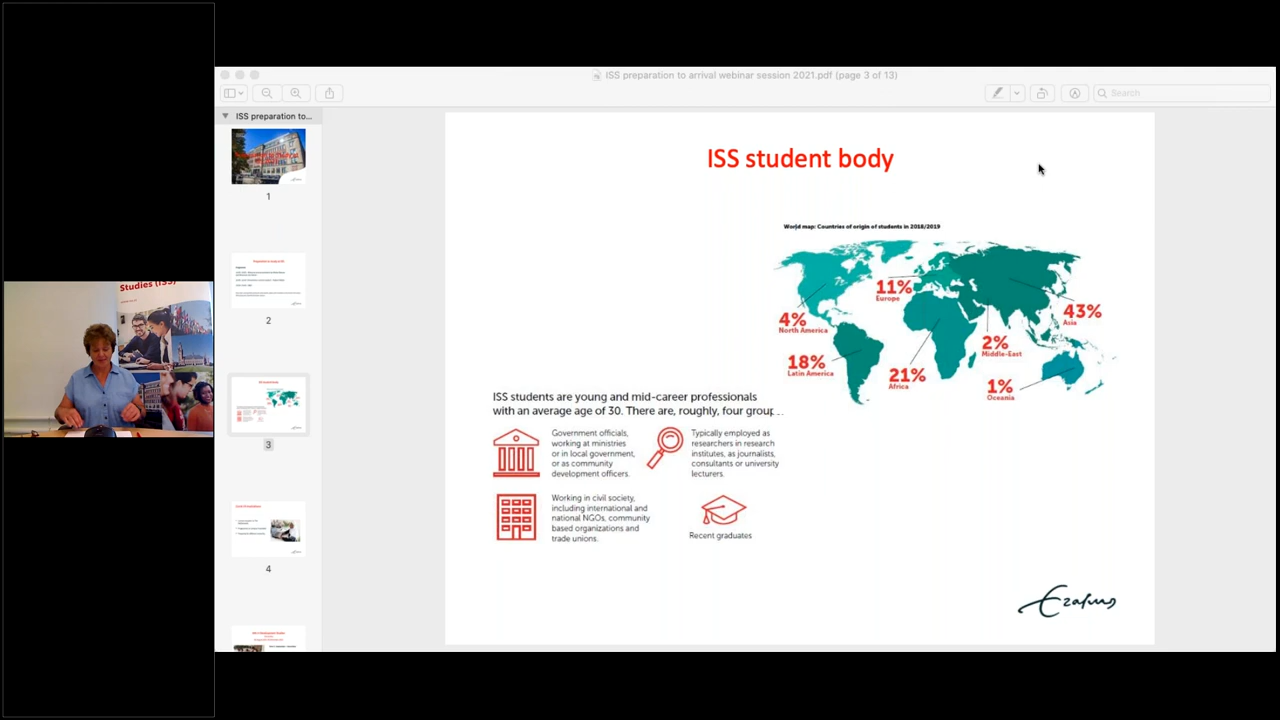 Studies (ISS)
ISS preparation to arrival webinar session 2021.pdf (page 3 of 13)
Search
ISS preparation to...
1
2
3
4
ISS student body
World map: Countries of origin of students in 2018/2019
11%
Europe
43%
Asia
4%
North America
2%
Middle-East
18%
Latin America
21%
Africa
1%
Oceania
ISS students are young and mid-career professionals
with an average age of 30. There are, roughly, four group...
Government officials,
working at ministries
or in local government,
or as community
development officers.
Typically employed as
researchers in research
institutes, as journalists,
consultants or university
lecturers.
Working in civil society,
including international and
national NGOs, community
based organizations and
trade unions.
Recent graduates
Erasmus